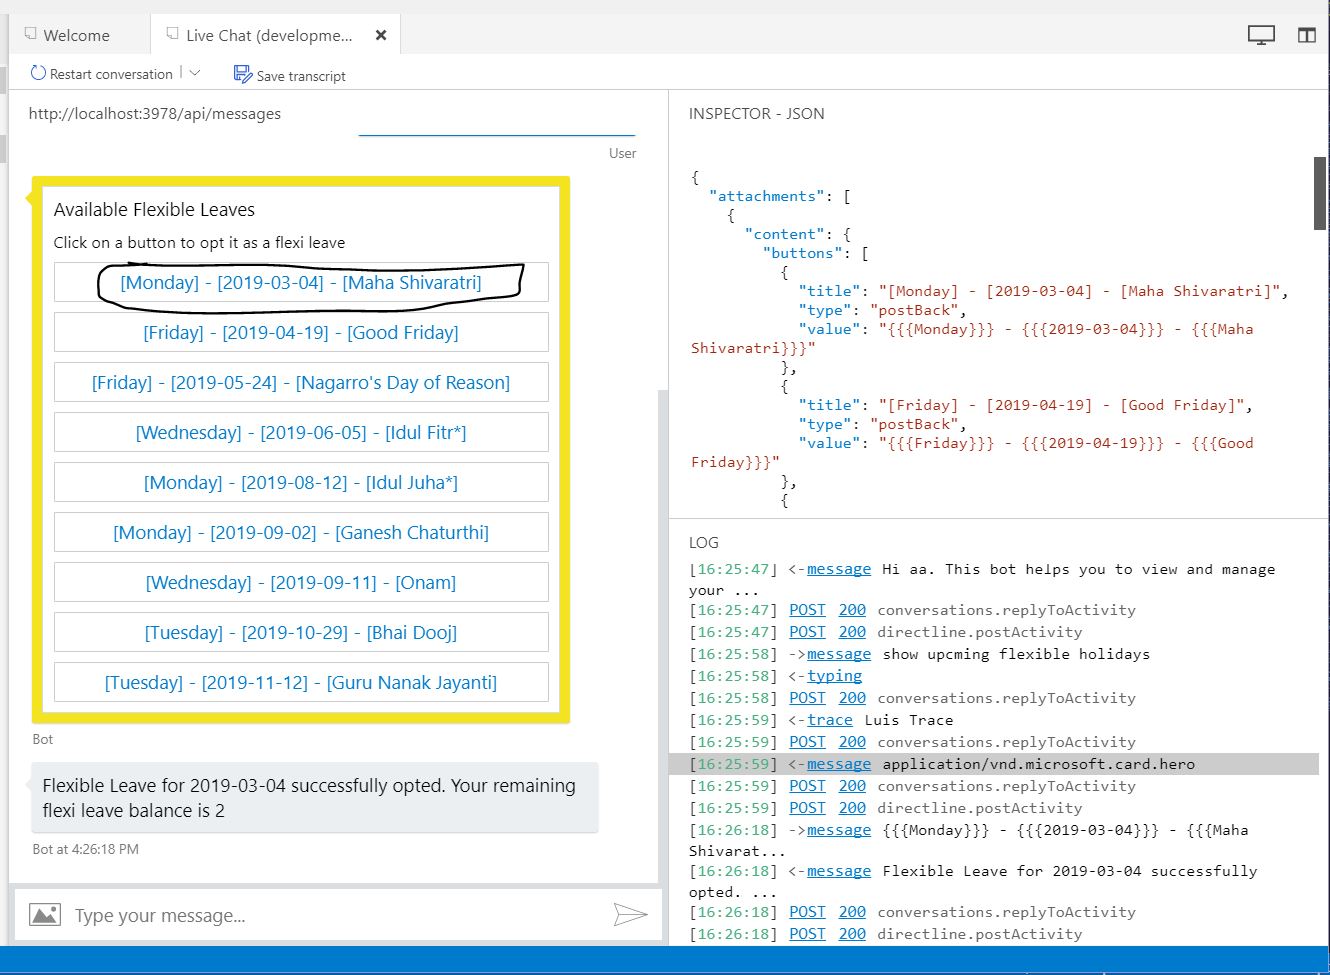 Welcome
Live Chat (developme...
Restart conversation
Save transcript
http://localhost:3978/api/messages
User
Available Flexible Leaves
Click on a button to opt it as a flexi leave
[Monday] - [2019-03-04] - [Maha Shivaratri]
[Friday] - [2019-04-19] - [Good Friday]
[Friday] - [2019-05-24] - [Nagarro's Day of Reason]
[Wednesday] - [2019-06-05] - [Idul Fitr*]
[Monday] - [2019-08-12] - [Idul Juha*]
[Monday] - [2019-09-02] - [Ganesh Chaturthi]
[Wednesday] - [2019-09-11] - [Onam]
[Tuesday] - [2019-10-29] - [Bhai Dooj]
[Tuesday] - [2019-11-12] - [Guru Nanak Jayanti]
Bot
Flexible Leave for 2019-03-04 successfully opted. Your remaining
flexi leave balance is 2
Bot at 4:26:18 PM
Type your message...
INSPECTOR - JSON
{
"attachments": [
{
"content": {
"buttons": [
{
"title": "[Monday] - [2019-03-04] - [Maha Shivaratri]",
"type": "postBack",
"value": "{{{Monday}}} - {{{2019-03-04}}} - {{{Maha
Shivaratri}}}"
},
{
"title": "[Friday] - [2019-04-19] - [Good Friday]",
"type": "postBack",
"value": "{{{Friday}}} - {{{2019-04-19}}} - {{{Good
Friday}}}"
},
{
LOG
[16:25:47] <-message Hi aa. This bot helps you to view and manage
your ...
[16:25:47] POST 200 conversations.replyToActivity
[16:25:47] POST 200 directline.postActivity
[16:25:58] ->message show upcming flexible holidays
[16:25:58] <-typing
[16:25:58] POST 200 conversations.replyToActivity
[16:25:59] <-trace Luis Trace
[16:25:59] POST 200 conversations.replyToActivity
[16:25:59] <-message application/vnd.microsoft.card.hero
[16:25:59] POST 200 conversations.replyToActivity
[16:25:59] POST 200 directline.postActivity
[16:26:18] ->message {{{Monday}}} - {{{2019-03-04}}} - {{{Maha
Shivarat...
[16:26:18] <-message Flexible Leave for 2019-03-04 successfully
opted. ...
[16:26:18] POST 200 conversations.replyToActivity
[16:26:18] POST 200 directline.postActivity